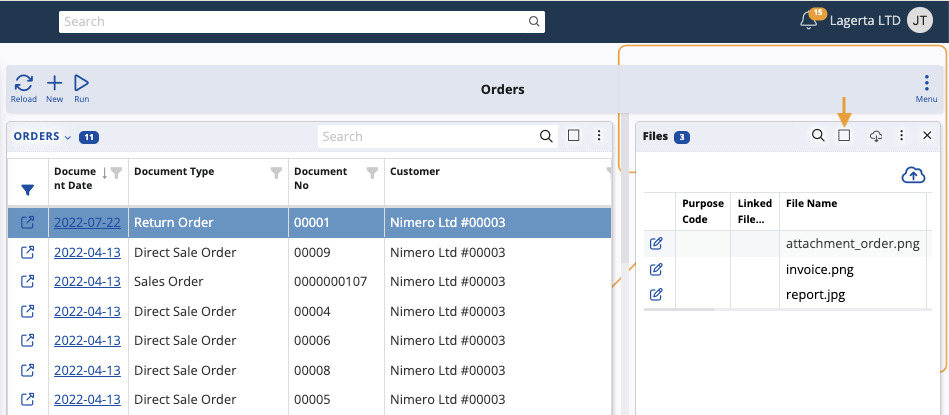 Search
15
Lagerta LTD
JT
Reload
New
Run
Orders
Menu
ORDERS
11
Search
Files
3
Docume
nt Date
Document Type
Document
No
Customer
Purpose
Code
Linked
File...
File Name
2022-07-22 Return Order 00001 Nimero Ltd #00003
2022-04-13 Direct Sale Order 00009 Nimero Ltd #00003
2022-04-13 Sales Order 0000000107 Nimero Ltd #00003
2022-04-13 Direct Sale Order 00004 Nimero Ltd #00003
2022-04-13 Direct Sale Order 00006 Nimero Ltd #00003
2022-04-13 Direct Sale Order 00008 Nimero Ltd #00003
2022-04-13 Direct Sale Order 00005 Nimero Ltd #00003
attachment_order.png
invoice.png
report.jpg